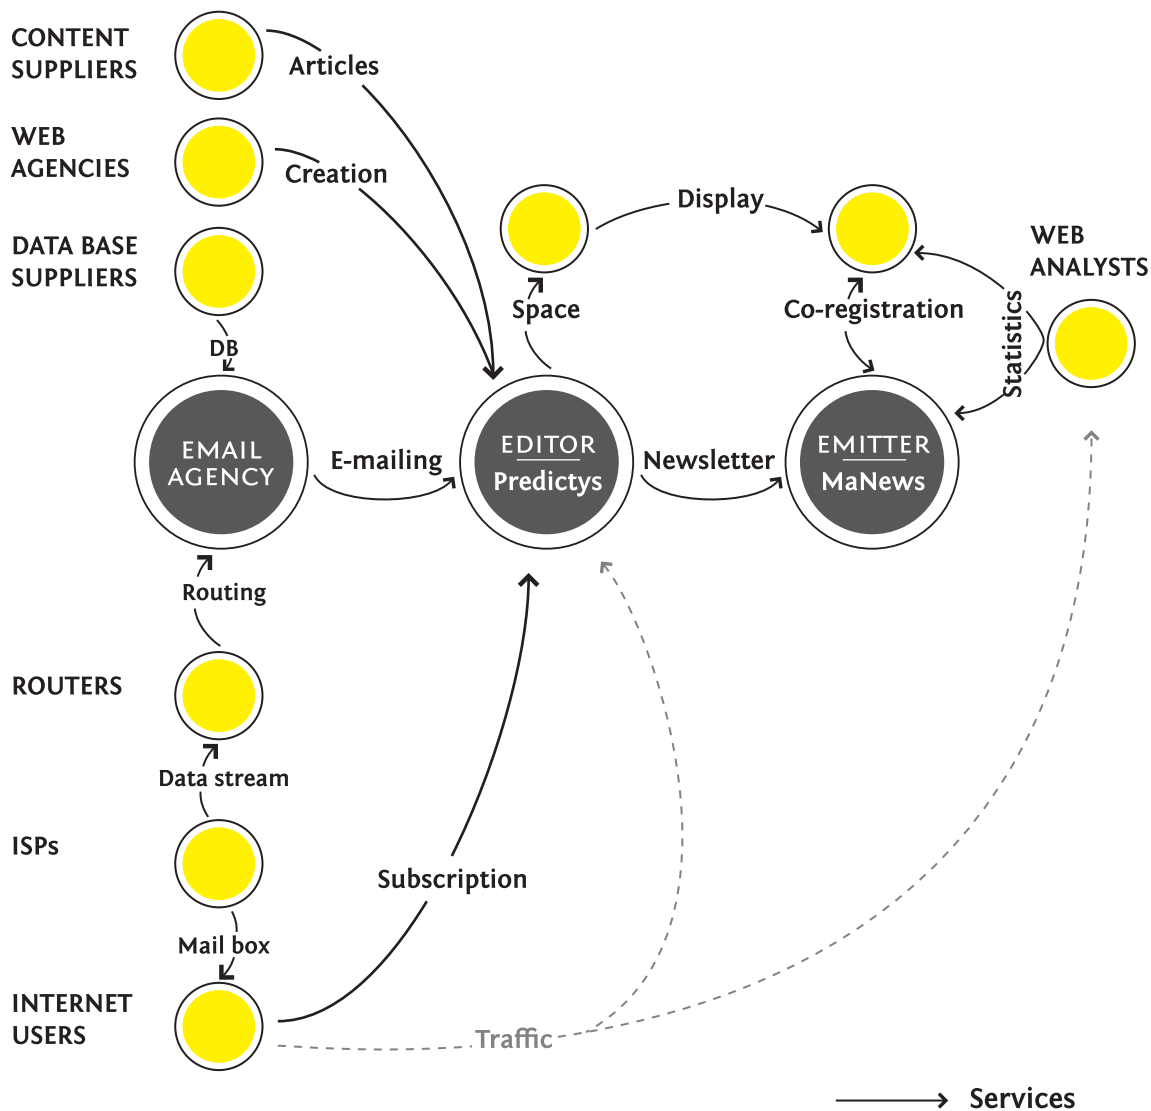 CONTENT
SUPPLIERS
Articles
WEB
AGENCIES
Creation
DATA BASE
SUPPLIERS
DB
Space
Display
Co-registration
WEB
ANALYSTS
Statistics
EMAIL
AGENCY
E-mailing
EDITOR
Predictys
Newsletter
EMITTER
MaNews
Routing
ROUTERS
Data stream
ISPs
Subscription
Mail box
INTERNET
USERS
Traffic
Services